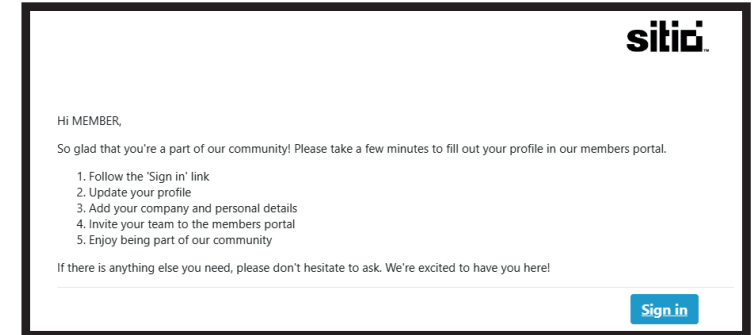 sitio™
Hi MEMBER,
So glad that you're a part of our community! Please take a few minutes to fill out your profile in our members portal.
1. Follow the 'Sign in' link
2. Update your profile
3. Add your company and personal details
4. Invite your team to the members portal
5. Enjoy being part of our community
If there is anything else you need, please don't hesitate to ask. We're excited to have you here!
Sign in